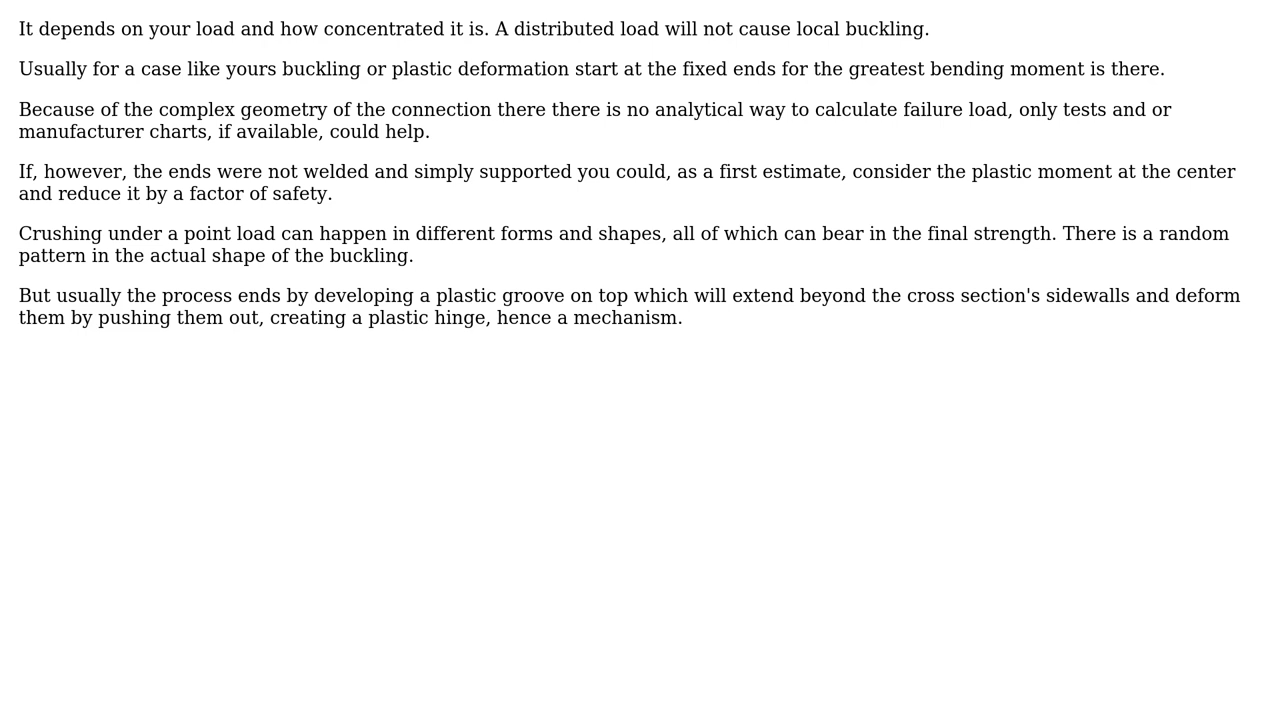 It depends on your load and how concentrated it is. A distributed load will not cause local buckling.
Usually for a case like yours buckling or plastic deformation start at the fixed ends for the greatest bending moment is there.
Because of the complex geometry of the connection there there is no analytical way to calculate failure load, only tests and or
manufacturer charts, if available, could help.
If, however, the ends were not welded and simply supported you could, as a first estimate, consider the plastic moment at the center
and reduce it by a factor of safety.
Crushing under a point load can happen in different forms and shapes, all of which can bear in the final strength. There is a random
pattern in the actual shape of the buckling.
But usually the process ends by developing a plastic groove on top which will extend beyond the cross section's sidewalls and deform
them by pushing them out, creating a plastic hinge, hence a mechanism.